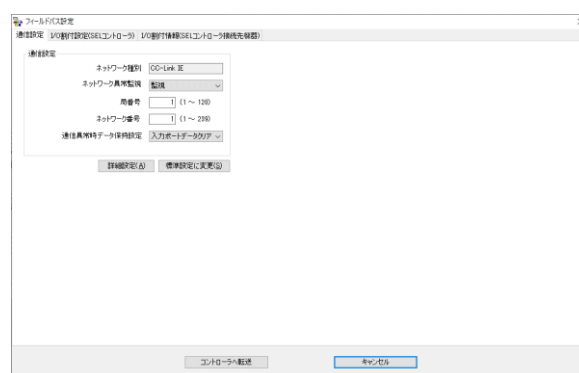 フィールドバス設定
通信設定 I/O割付設定(SELコントローラ) I/O割付情報(SELコントローラ接続先機器)
通信設定
ネットワーク種別 CC-Link IE
ネットワーク異常監視 監視
局番号 1 (1 ~ 120)
ネットワーク番号 1 (1 ~ 239)
通信異常時データ保持設定 入力ポートデータクリア
詳細設定(A) 標準設定に変更(S)
コントローラへ転送 キャンセル